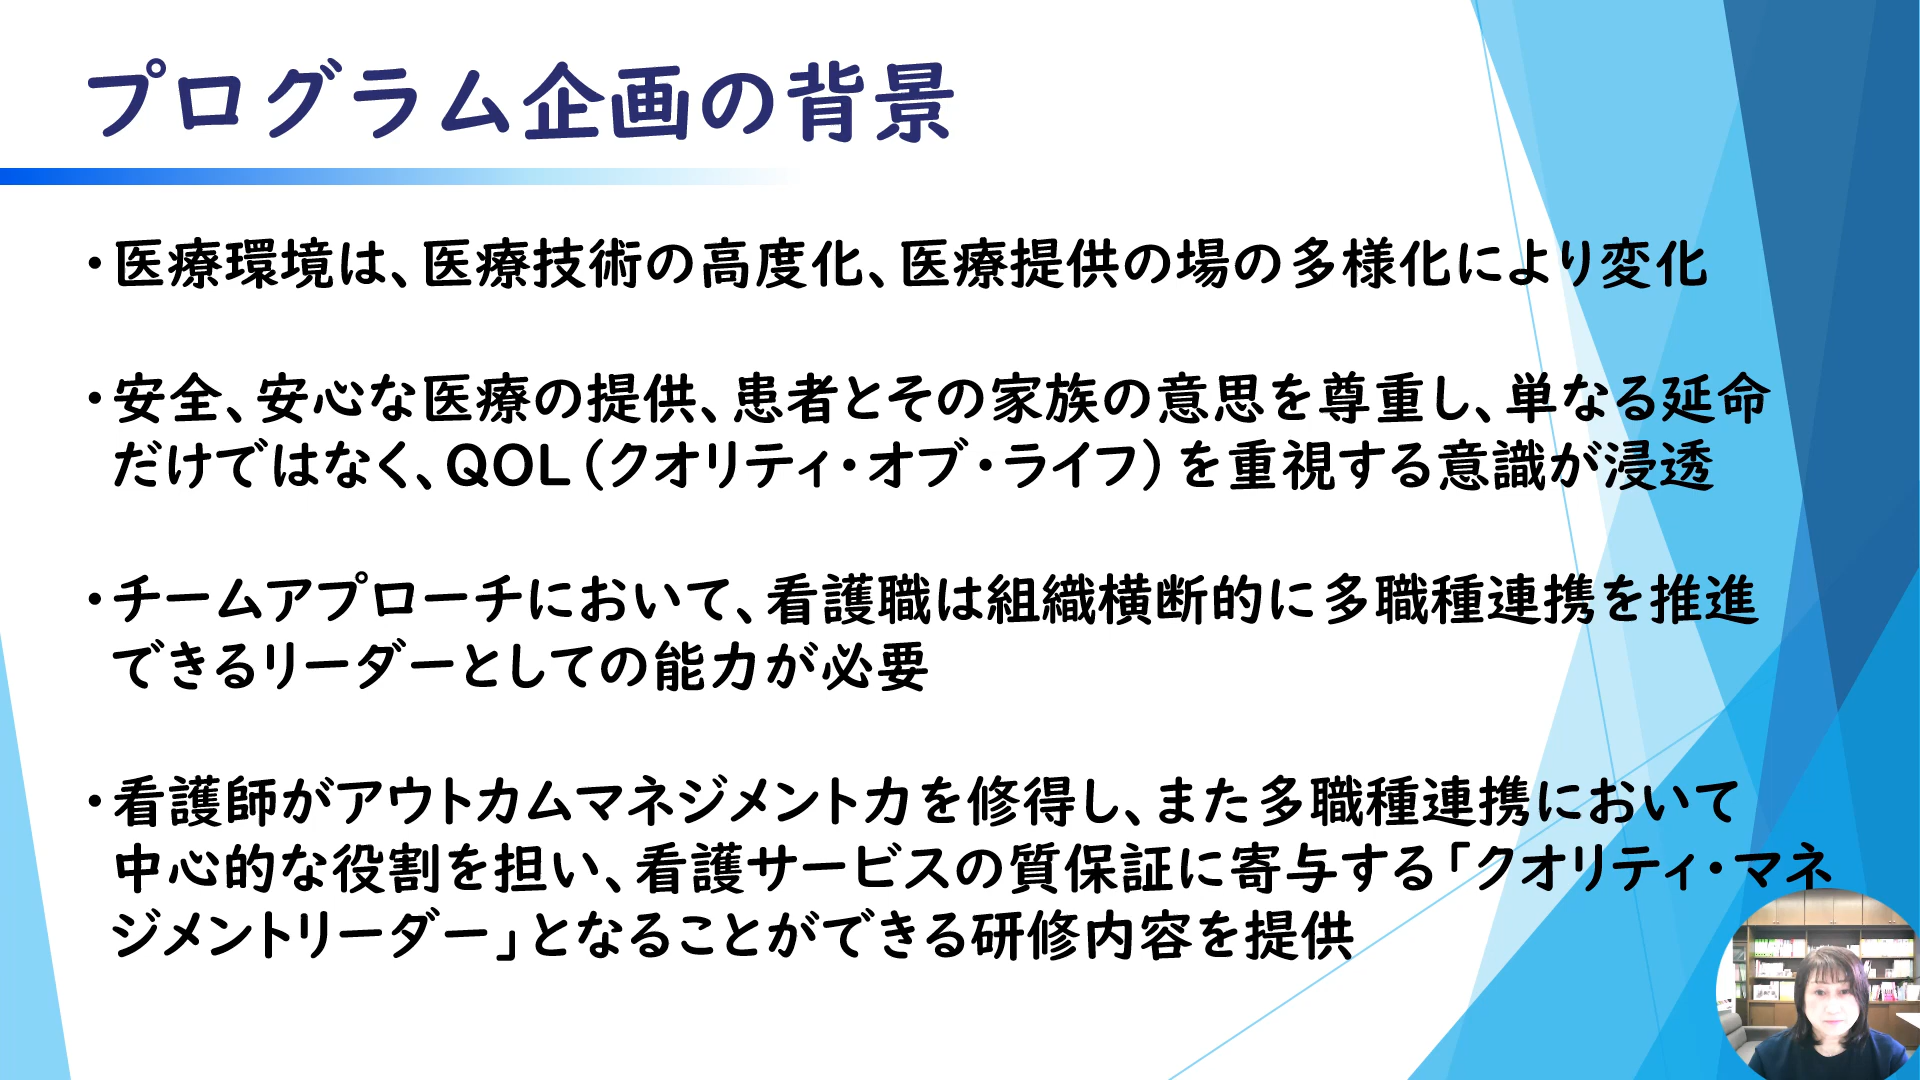 プログラム企画の背景
・医療環境は、医療技術の高度化、医療提供の場の多様化により変化
・安全、安心な医療の提供、患者とその家族の意思を尊重し、単なる延命
だけではなく、QOL（クオリティ・オブ・ライフ）を重視する意識が浸透
・チームアプローチにおいて、看護職は組織横断的に多職種連携を推進
できるリーダーとしての能力が必要
・看護師がアウトカムマネジメント力を修得し、また多職種連携において
中心的な役割を担い、看護サービスの質保証に寄与する「クオリティ・マネ
ジメントリーダー」となることができる研修内容を提供